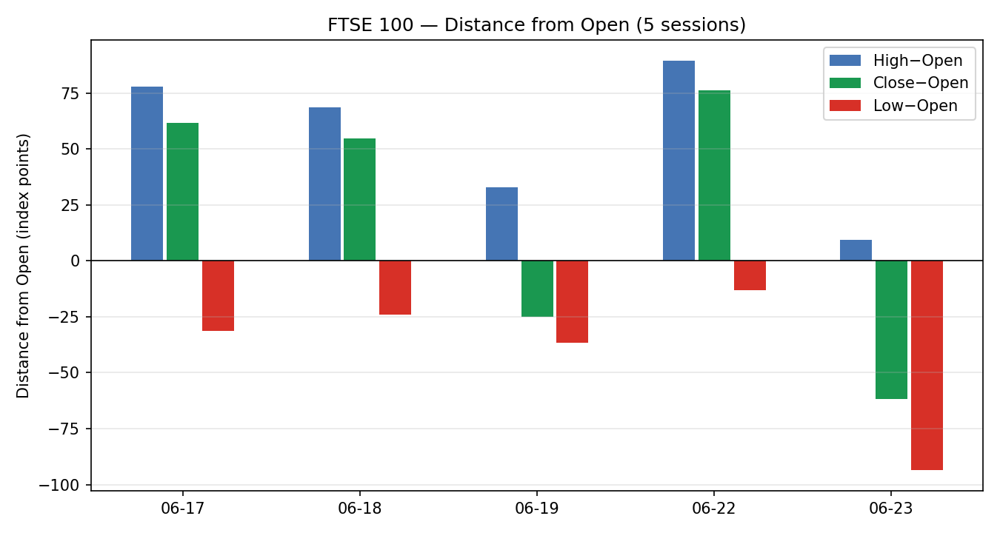 FTSE 100 — Distance from Open (5 sessions)
High−Open
Close−Open
Low−Open
Distance from Open (index points)
75
50
25
0
−25
−50
−75
−100
06-17
06-18
06-19
06-22
06-23